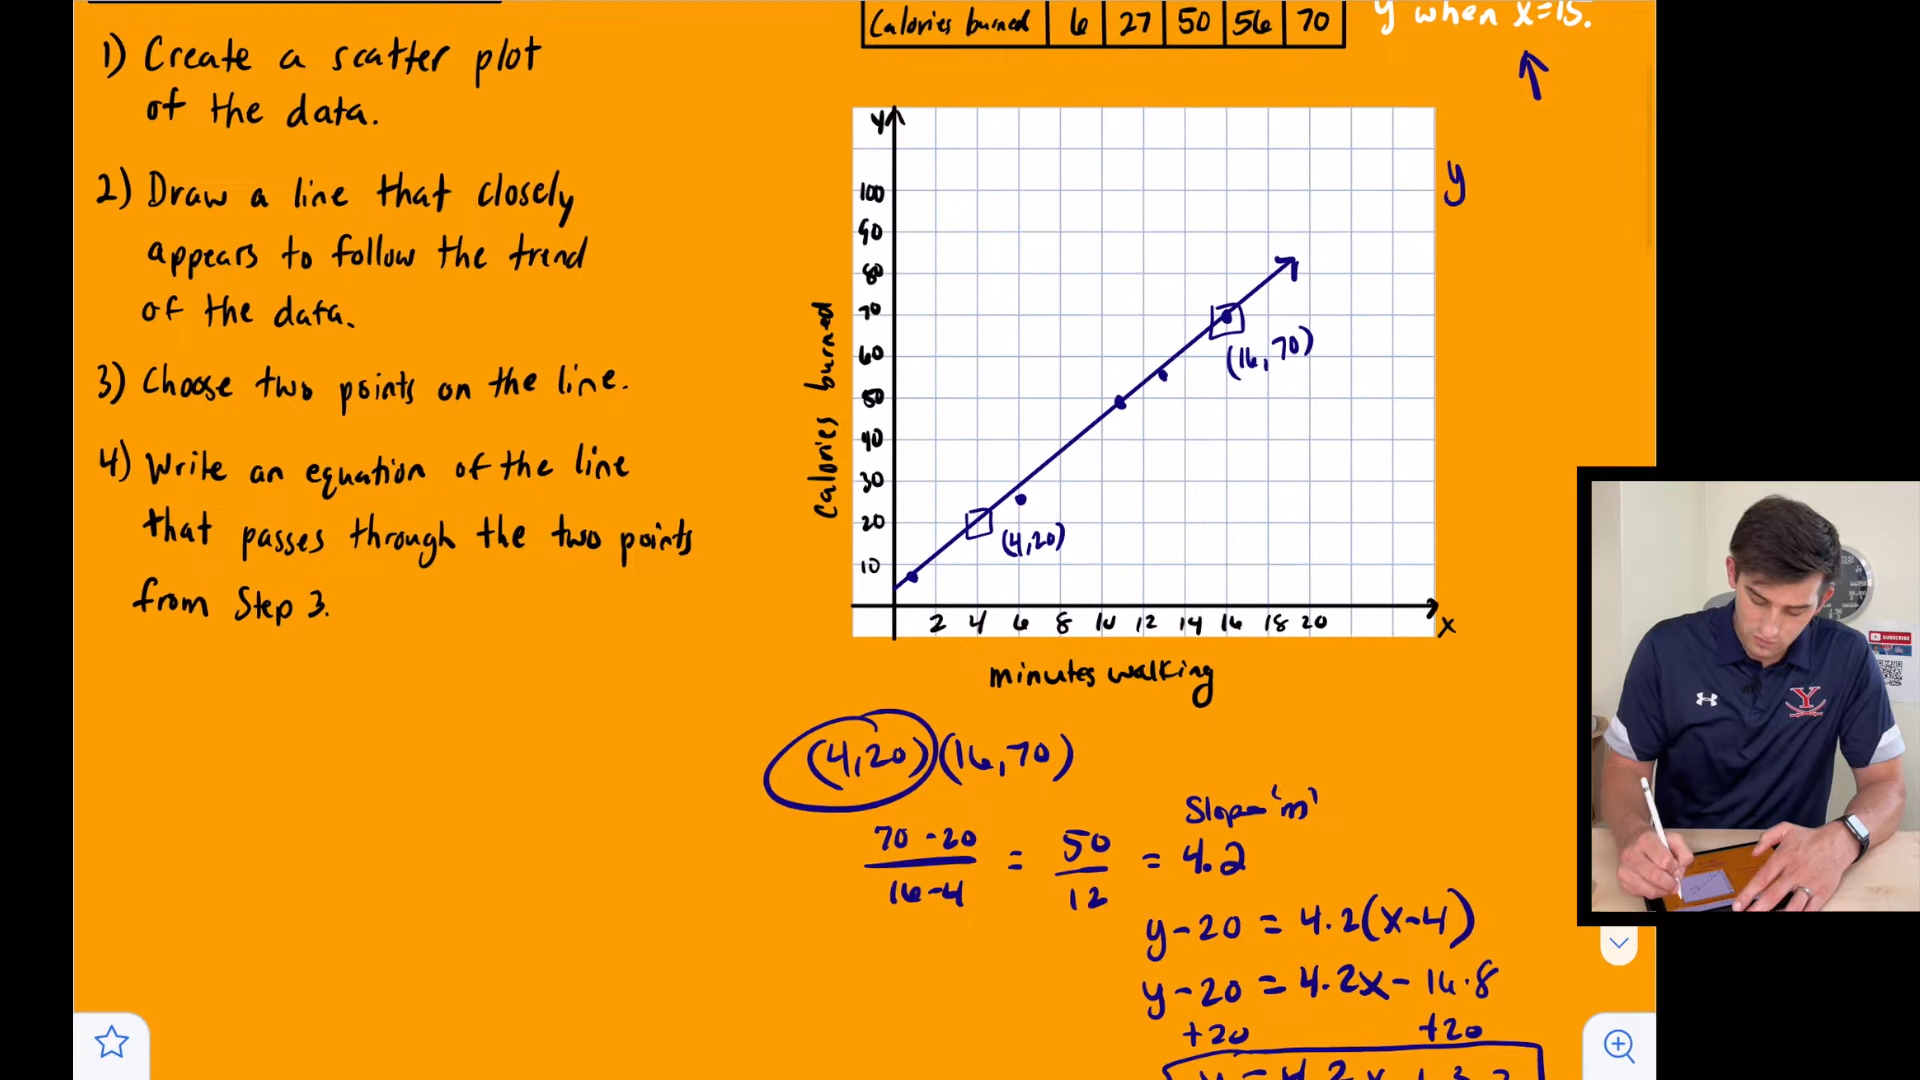 Calories burned 6 27 50 56 70
y when x=15.
1) Create a scatter plot
of the data.
2) Draw a line that closely
appears to follow the trend
of the data.
3) Choose two points on the line.
4) Write an equation of the line
that passes through the two points
from Step 3.
y
100
90
80
70
60
50
40
30
20
10
Calories burned
y
(16,70)
(4,20)
2 4 6 8 10 12 14 16 18 20
x
minutes walking
(4,20) (16,70)
Slope 'm'
70-20 / 16-4 = 50 / 12 = 4.2
y-20 = 4.2(x-4)
y-20 = 4.2x - 16.8
+20 +20
y = 4.2x + 3.2
SUBSCRIBE
Y